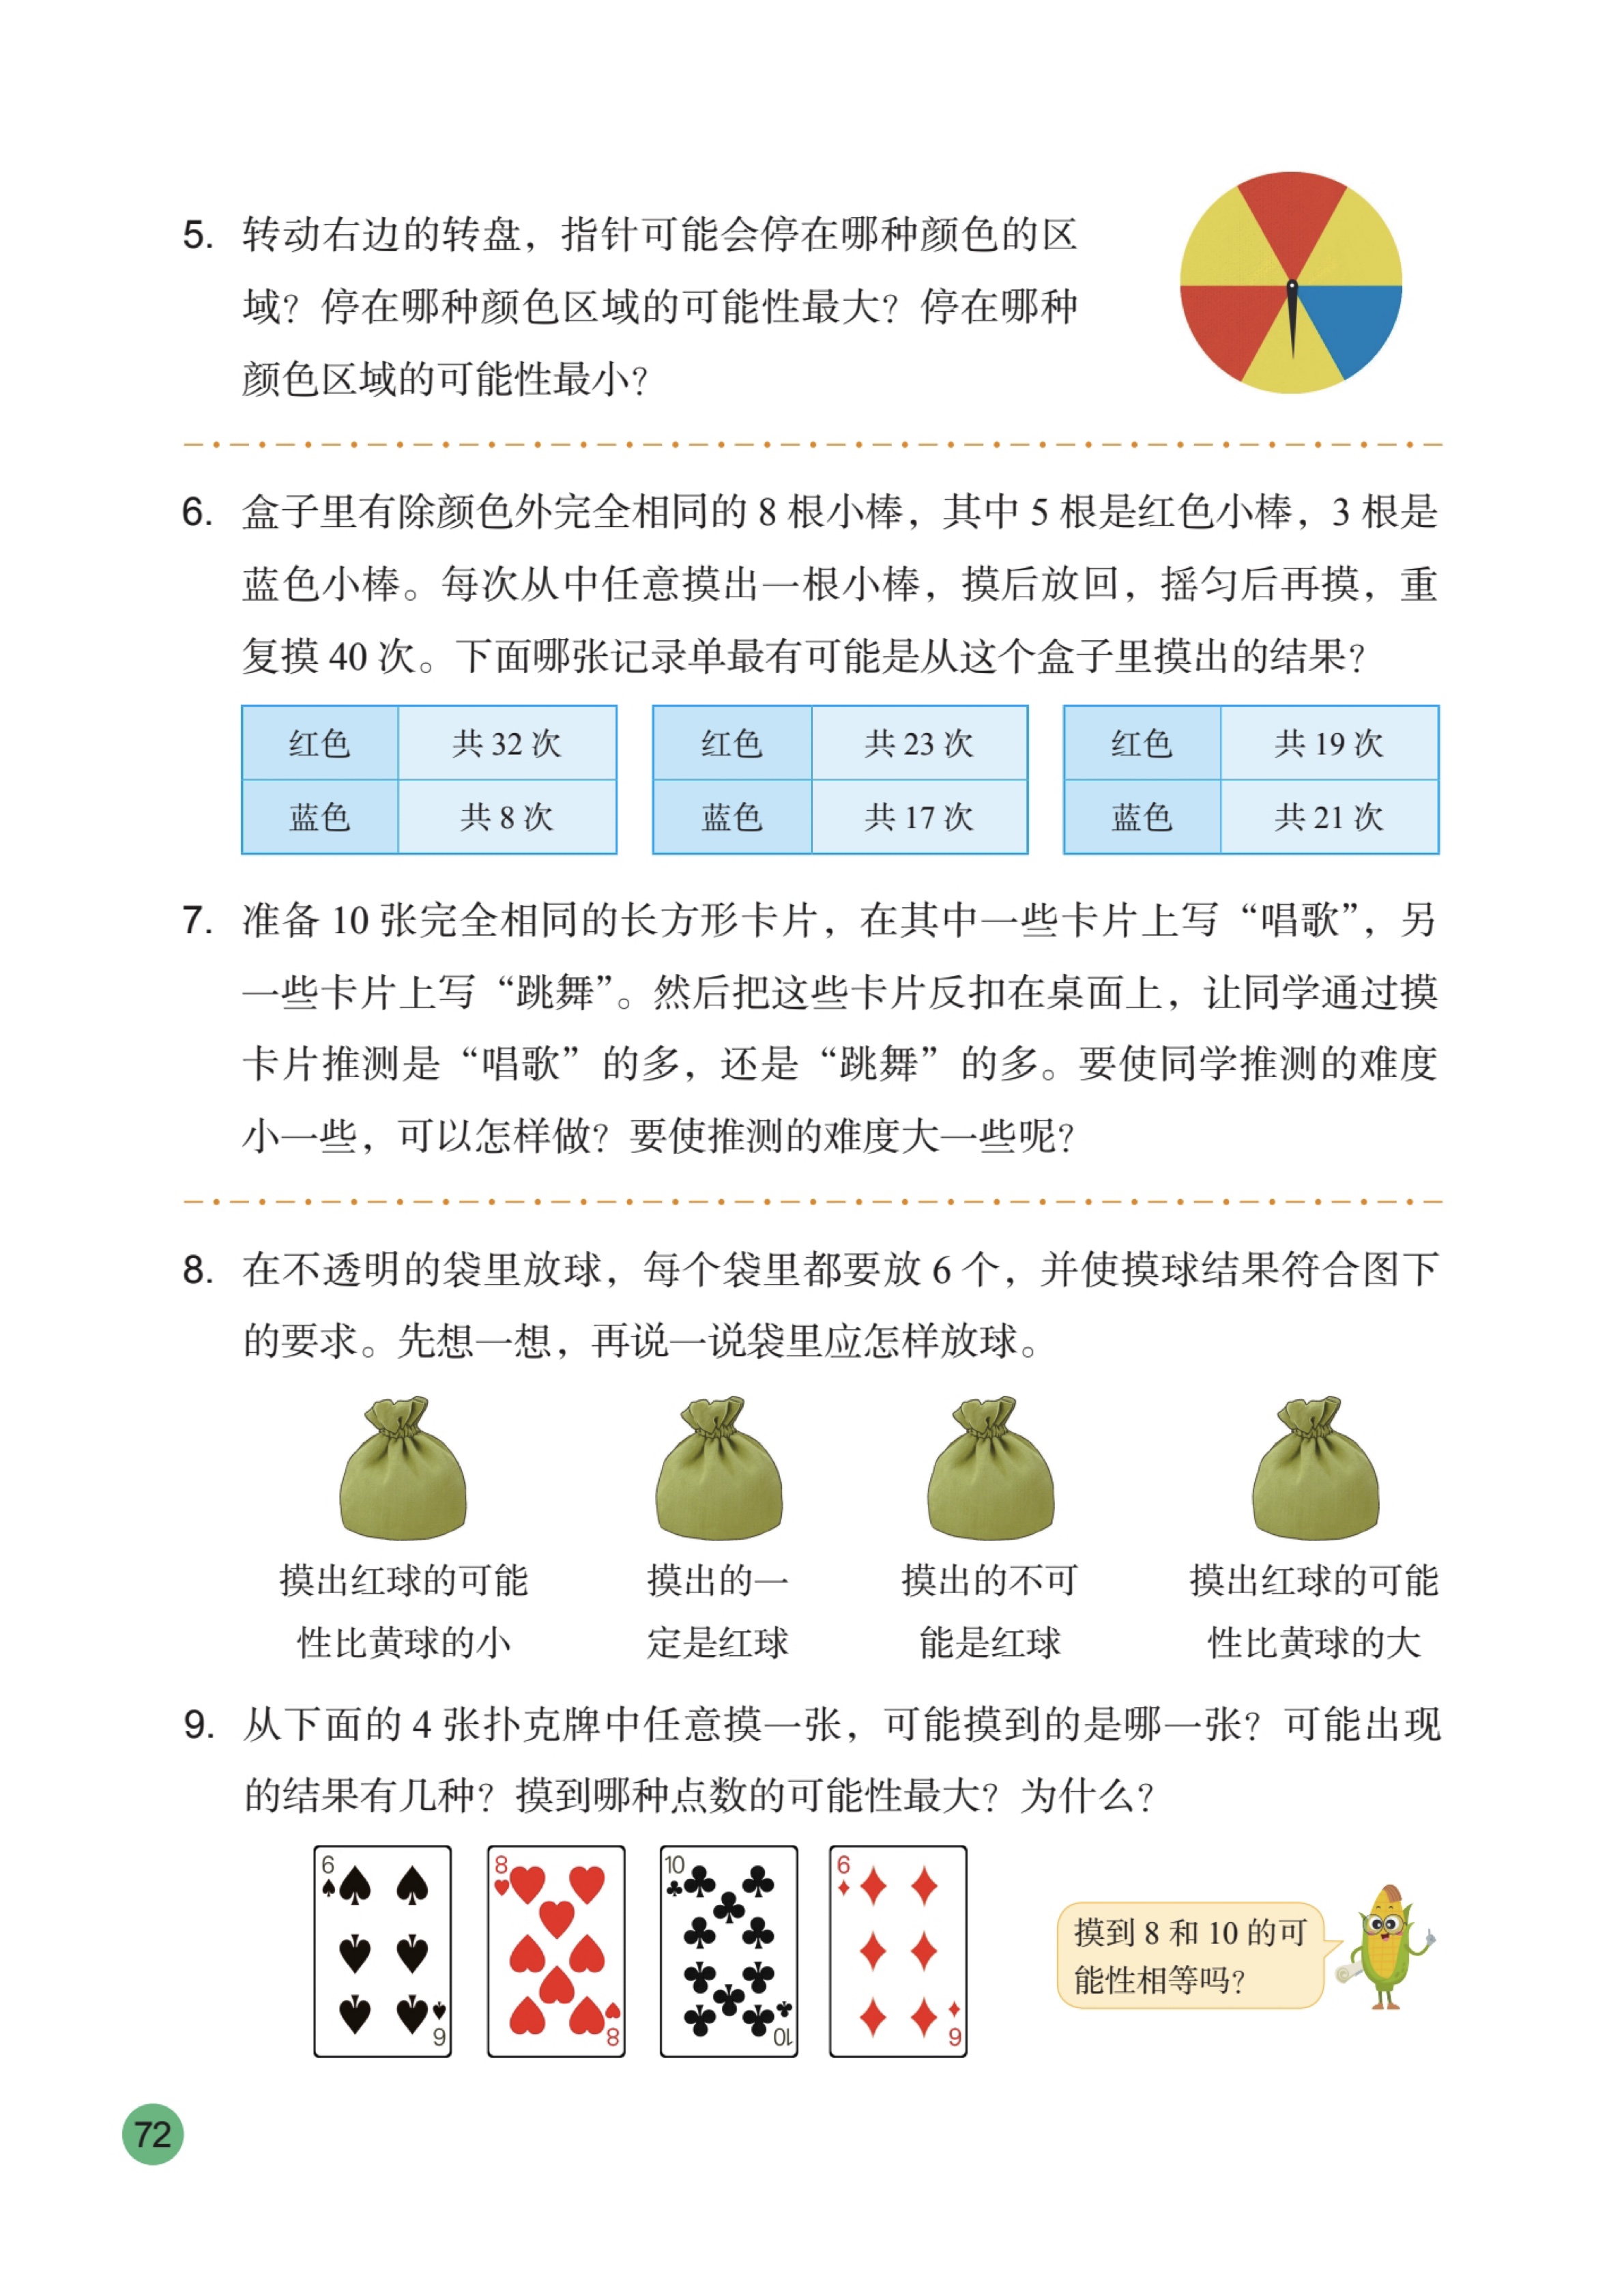 5. 转动右边的转盘，指针可能会停在哪种颜色的区
域？停在哪种颜色区域的可能性最大？停在哪种
颜色区域的可能性最小？
6. 盒子里有除颜色外完全相同的 8 根小棒，其中 5 根是红色小棒，3 根是
蓝色小棒。每次从中任意摸出一根小棒，摸后放回，摇匀后再摸，重
复摸 40 次。下面哪张记录单最有可能是从这个盒子里摸出的结果？
红色 共 32 次 红色 共 23 次 红色 共 19 次
蓝色 共 8 次 蓝色 共 17 次 蓝色 共 21 次
7. 准备 10 张完全相同的长方形卡片，在其中一些卡片上写“唱歌”，另
一些卡片上写“跳舞”。然后把这些卡片反扣在桌面上，让同学通过摸
卡片推测是“唱歌”的多，还是“跳舞”的多。要使同学推测的难度
小一些，可以怎样做？要使推测的难度大一些呢？
8. 在不透明的袋里放球，每个袋里都要放 6 个，并使摸球结果符合图下
的要求。先想一想，再说一说袋里应怎样放球。
摸出红球的可能
性比黄球的小
摸出的一
定是红球
摸出的不可
能是红球
摸出红球的可能
性比黄球的大
9. 从下面的 4 张扑克牌中任意摸一张，可能摸到的是哪一张？可能出现
的结果有几种？摸到哪种点数的可能性最大？为什么？
6
6
8
8
10
10
6
6
摸到 8 和 10 的可
能性相等吗？
72